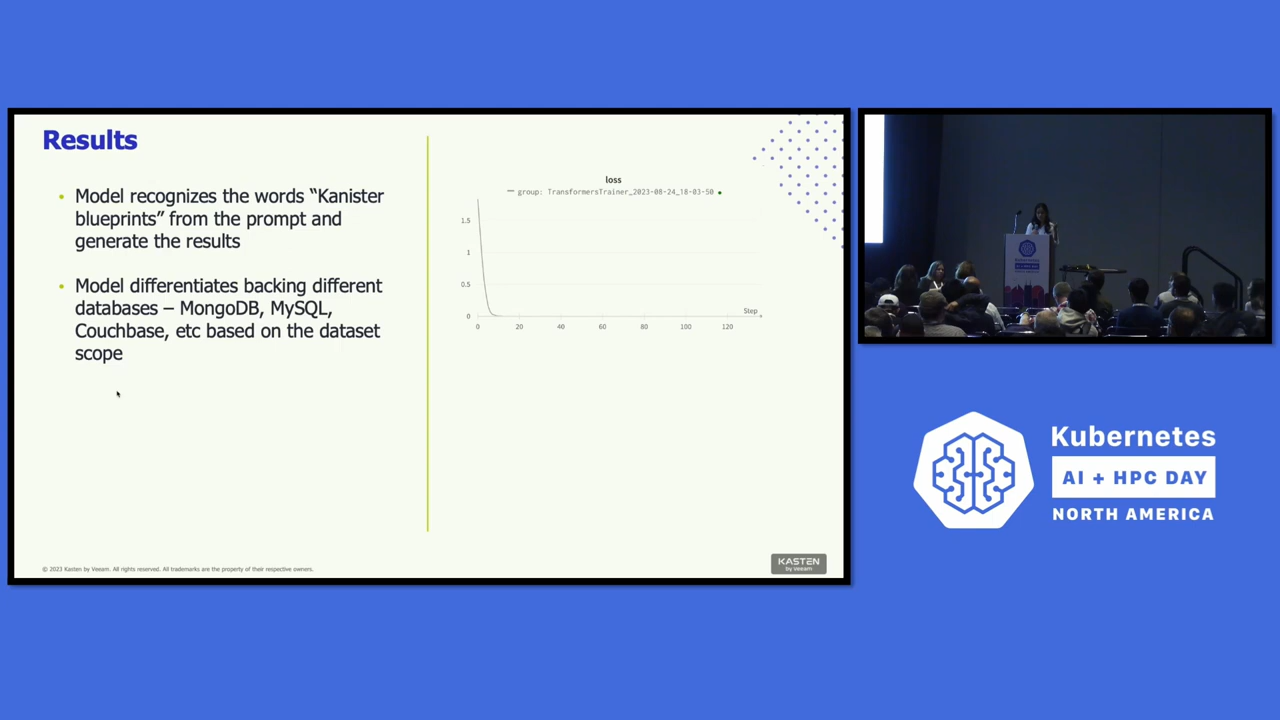 Results
• Model recognizes the words “Kanister
blueprints” from the prompt and
generate the results
• Model differentiates backing different
databases – MongoDB, MySQL,
Couchbase, etc based on the dataset
scope
loss
group: TransformersTrainer_2023-08-24_18-03-50
1.5
1
0.5
0
Step
0 20 40 60 80 100 120
© 2023 Kasten by Veeam. All rights reserved. All trademarks are the property of their respective owners.
KASTEN
by Veeam
Kubernetes
AI + HPC DAY
NORTH AMERICA